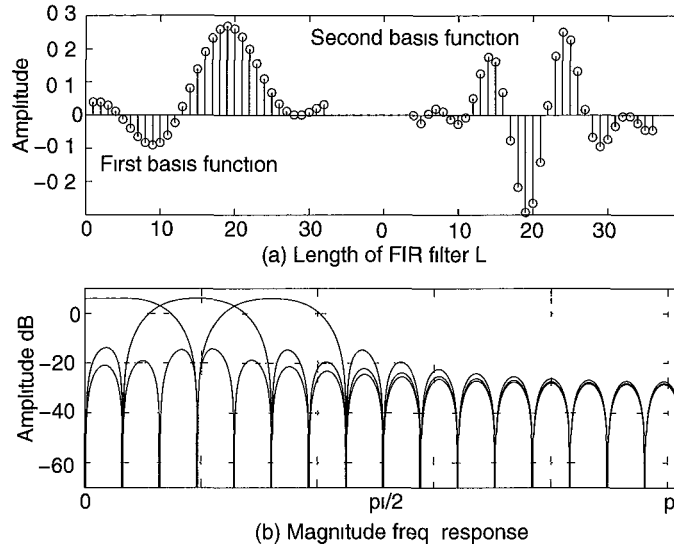 0 3
0 2
0 1
0
− 0 1
− 0 2
Amplitude
Second basis function
First basis function
0 10 20 30 0 10 20 30
(a) Length of FIR filter L
0
−20
−40
−60
Amplitude dB
0 pi/2 p
(b) Magnitude freq response